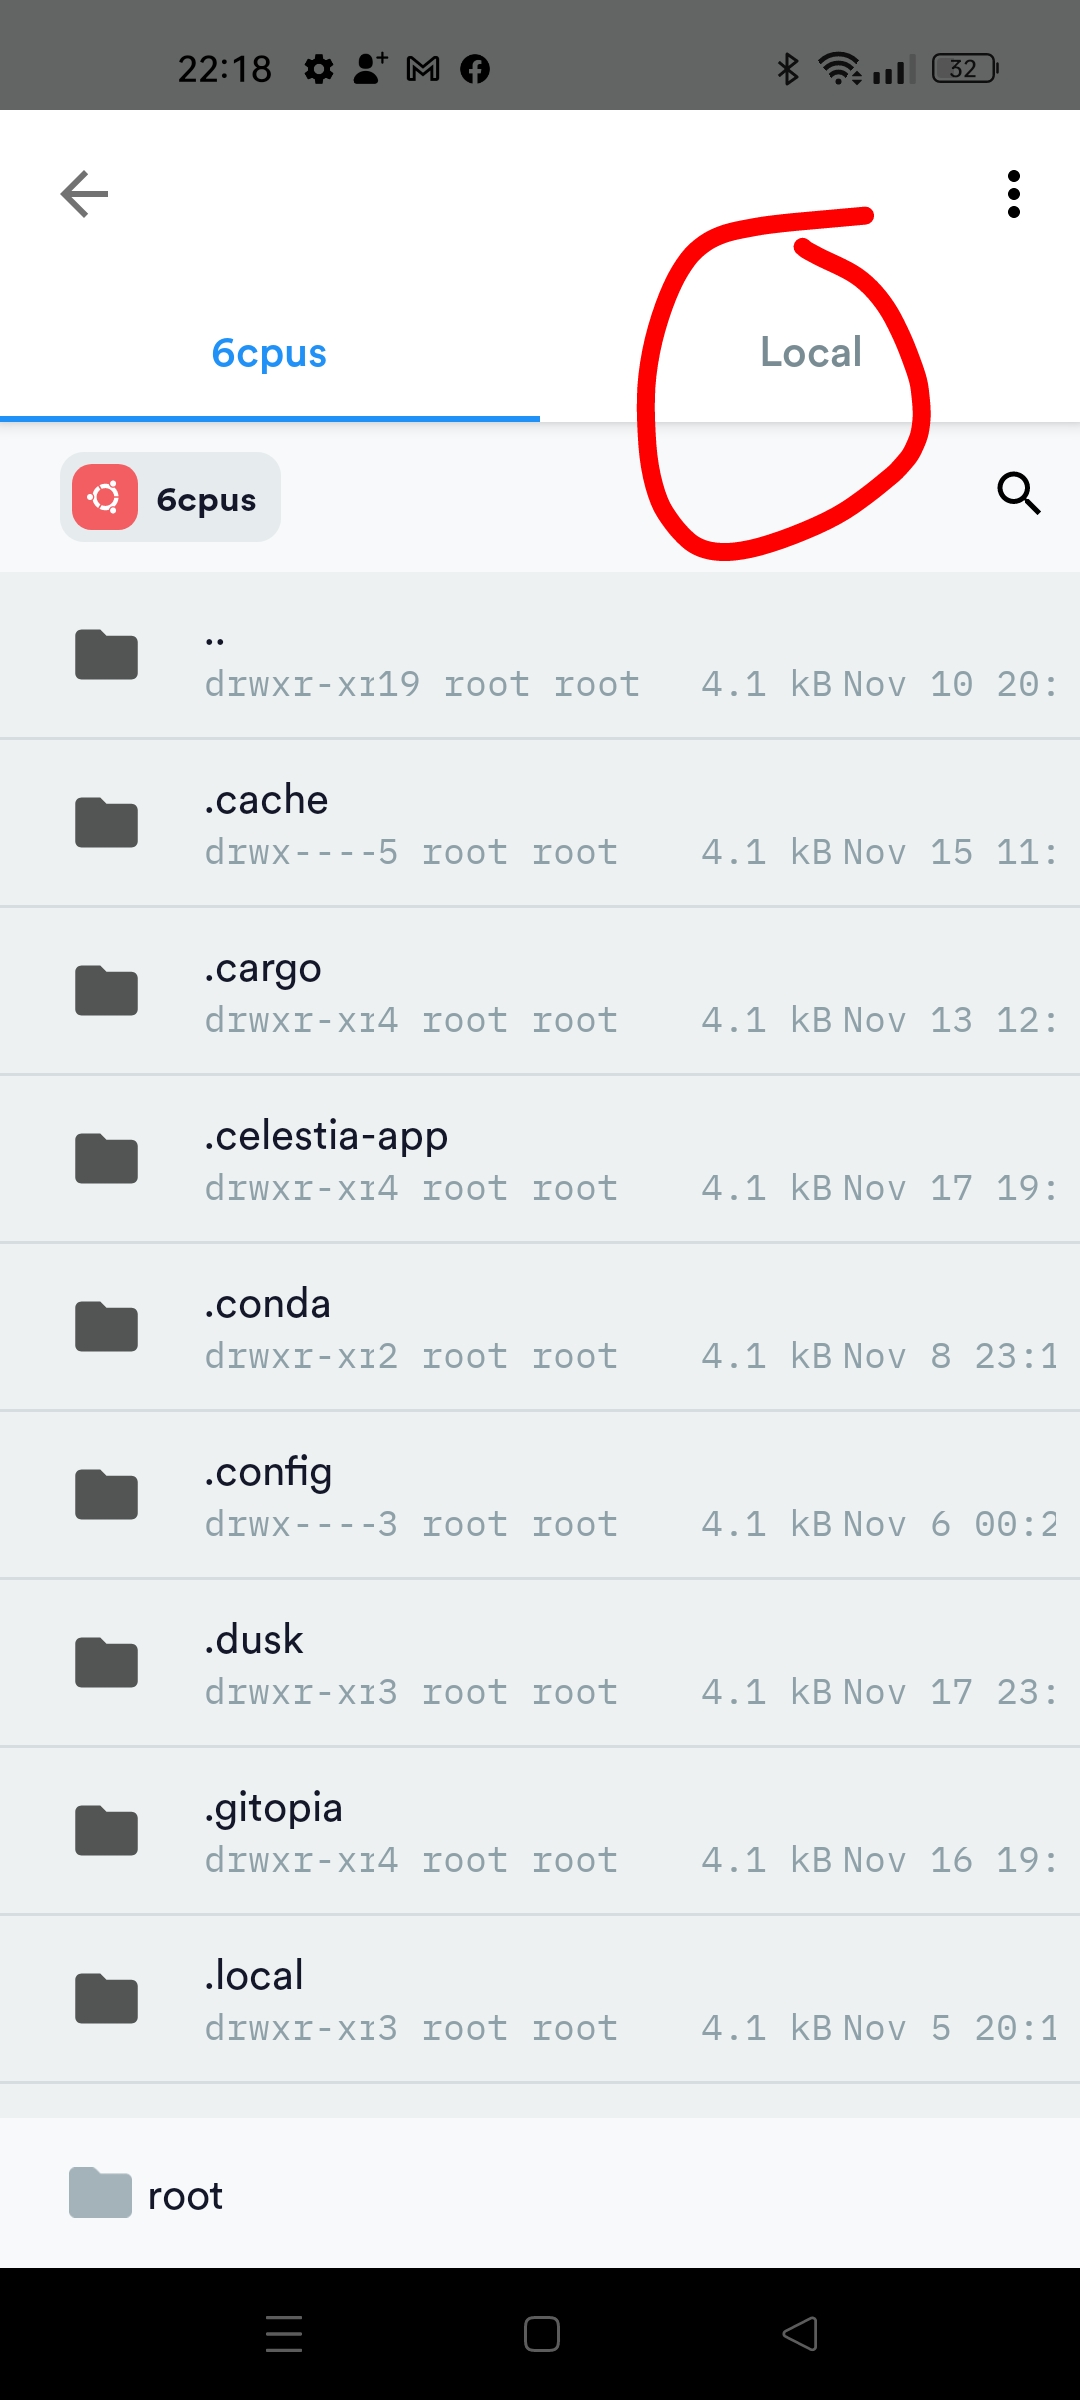 22:18
32
6cpus
Local
6cpus
..
drwxr-xr19 root root 4.1 kB Nov 10 20:
.cache
drwx----5 root root 4.1 kB Nov 15 11:
.cargo
drwxr-xr4 root root 4.1 kB Nov 13 12:
.celestia-app
drwxr-xr4 root root 4.1 kB Nov 17 19:
.conda
drwxr-xr2 root root 4.1 kB Nov 8 23:1
.config
drwx----3 root root 4.1 kB Nov 6 00:2
.dusk
drwxr-xr3 root root 4.1 kB Nov 17 23:
.gitopia
drwxr-xr4 root root 4.1 kB Nov 16 19:
.local
drwxr-xr3 root root 4.1 kB Nov 5 20:1
root